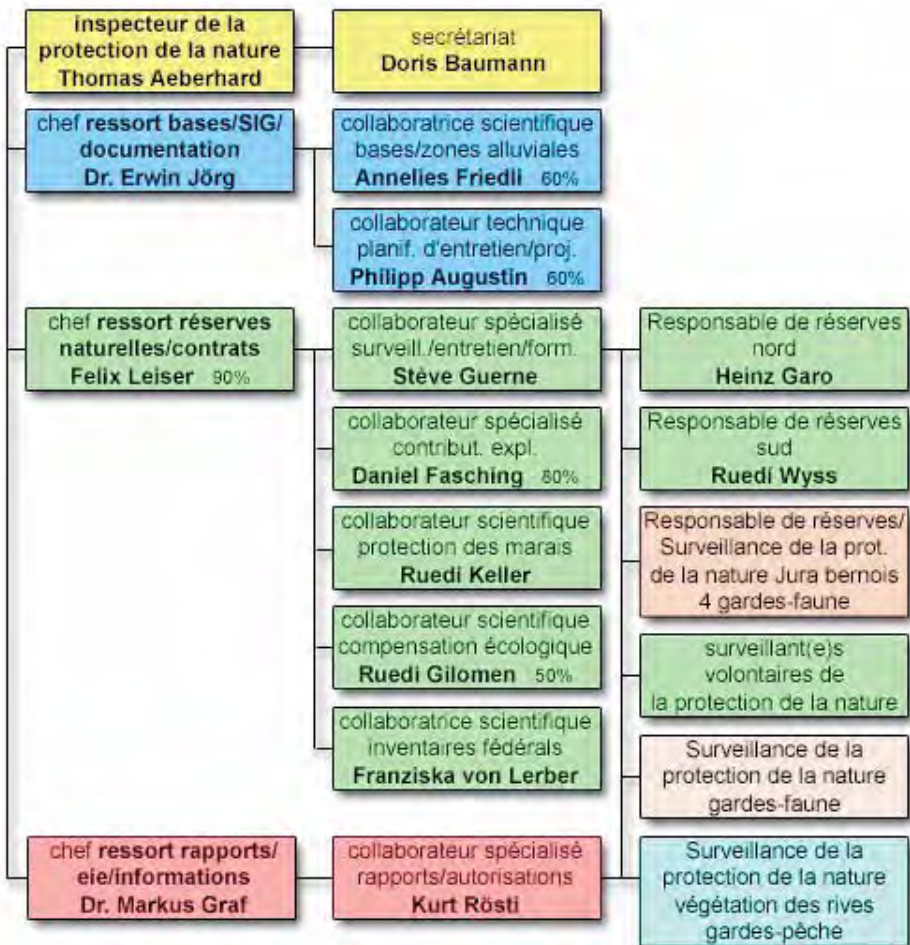 inspecteur de la
protection de la nature
Thomas Aeberhard
secrétariat
Doris Baumann
chef ressort bases/SIG/
documentation
Dr. Erwin Jörg
collaboratrice scientifique
bases/zones alluviales
Annelies Friedli 60%
collaborateur technique
planif. d'entretien/proj.
Philipp Augustin 60%
chef ressort réserves
naturelles/contrats
Felix Leiser 90%
collaborateur spécialisé
surveill./entretien/form.
Stève Guerne
Responsable de réserves
nord
Heinz Garo
collaborateur spécialisé
contribut. expl.
Daniel Fasching 80%
Responsable de réserves
sud
Ruedi Wyss
collaborateur scientifique
protection des marais
Ruedi Keller
Responsable de réserves/
Surveillance de la prot.
de la nature Jura bernois
4 gardes-faune
collaborateur scientifique
compensation écologique
Ruedi Gilomen 50%
surveillant(e)s
volontaires de
la protection de la nature
collaboratrice scientifique
inventaires fédérals
Franziska von Lerber
Surveillance de la
protection de la nature
gardes-faune
chef ressort rapports/
eie/informations
Dr. Markus Graf
collaborateur spécialisé
rapports/autorisations
Kurt Rösti
Surveillance de la
protection de la nature
végétation des rives
gardes-pêche